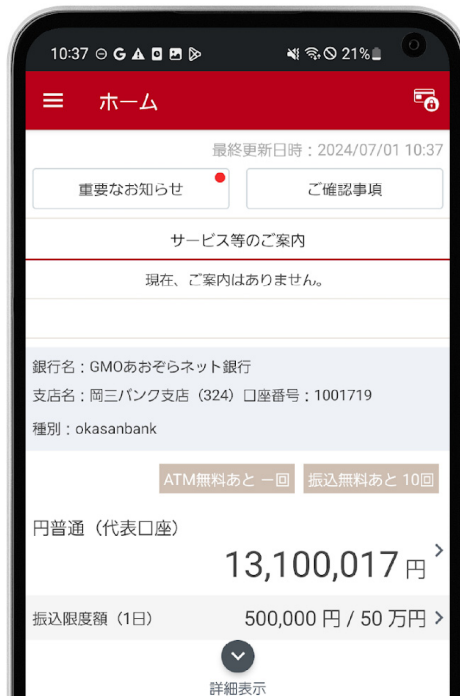 10:37 G 21%
ホーム
最終更新日時：2024/07/01 10:37
重要なお知らせ ご確認事項
サービス等のご案内
現在、ご案内はありません。
銀行名：GMOあおぞらネット銀行
支店名：岡三バンク支店（324）口座番号：1001719
種別：okasanbank
ATM無料あと ー回 振込無料あと 10回
円普通（代表口座）
13,100,017 円
振込限度額（1日） 500,000 円 / 50 万円
詳細表示